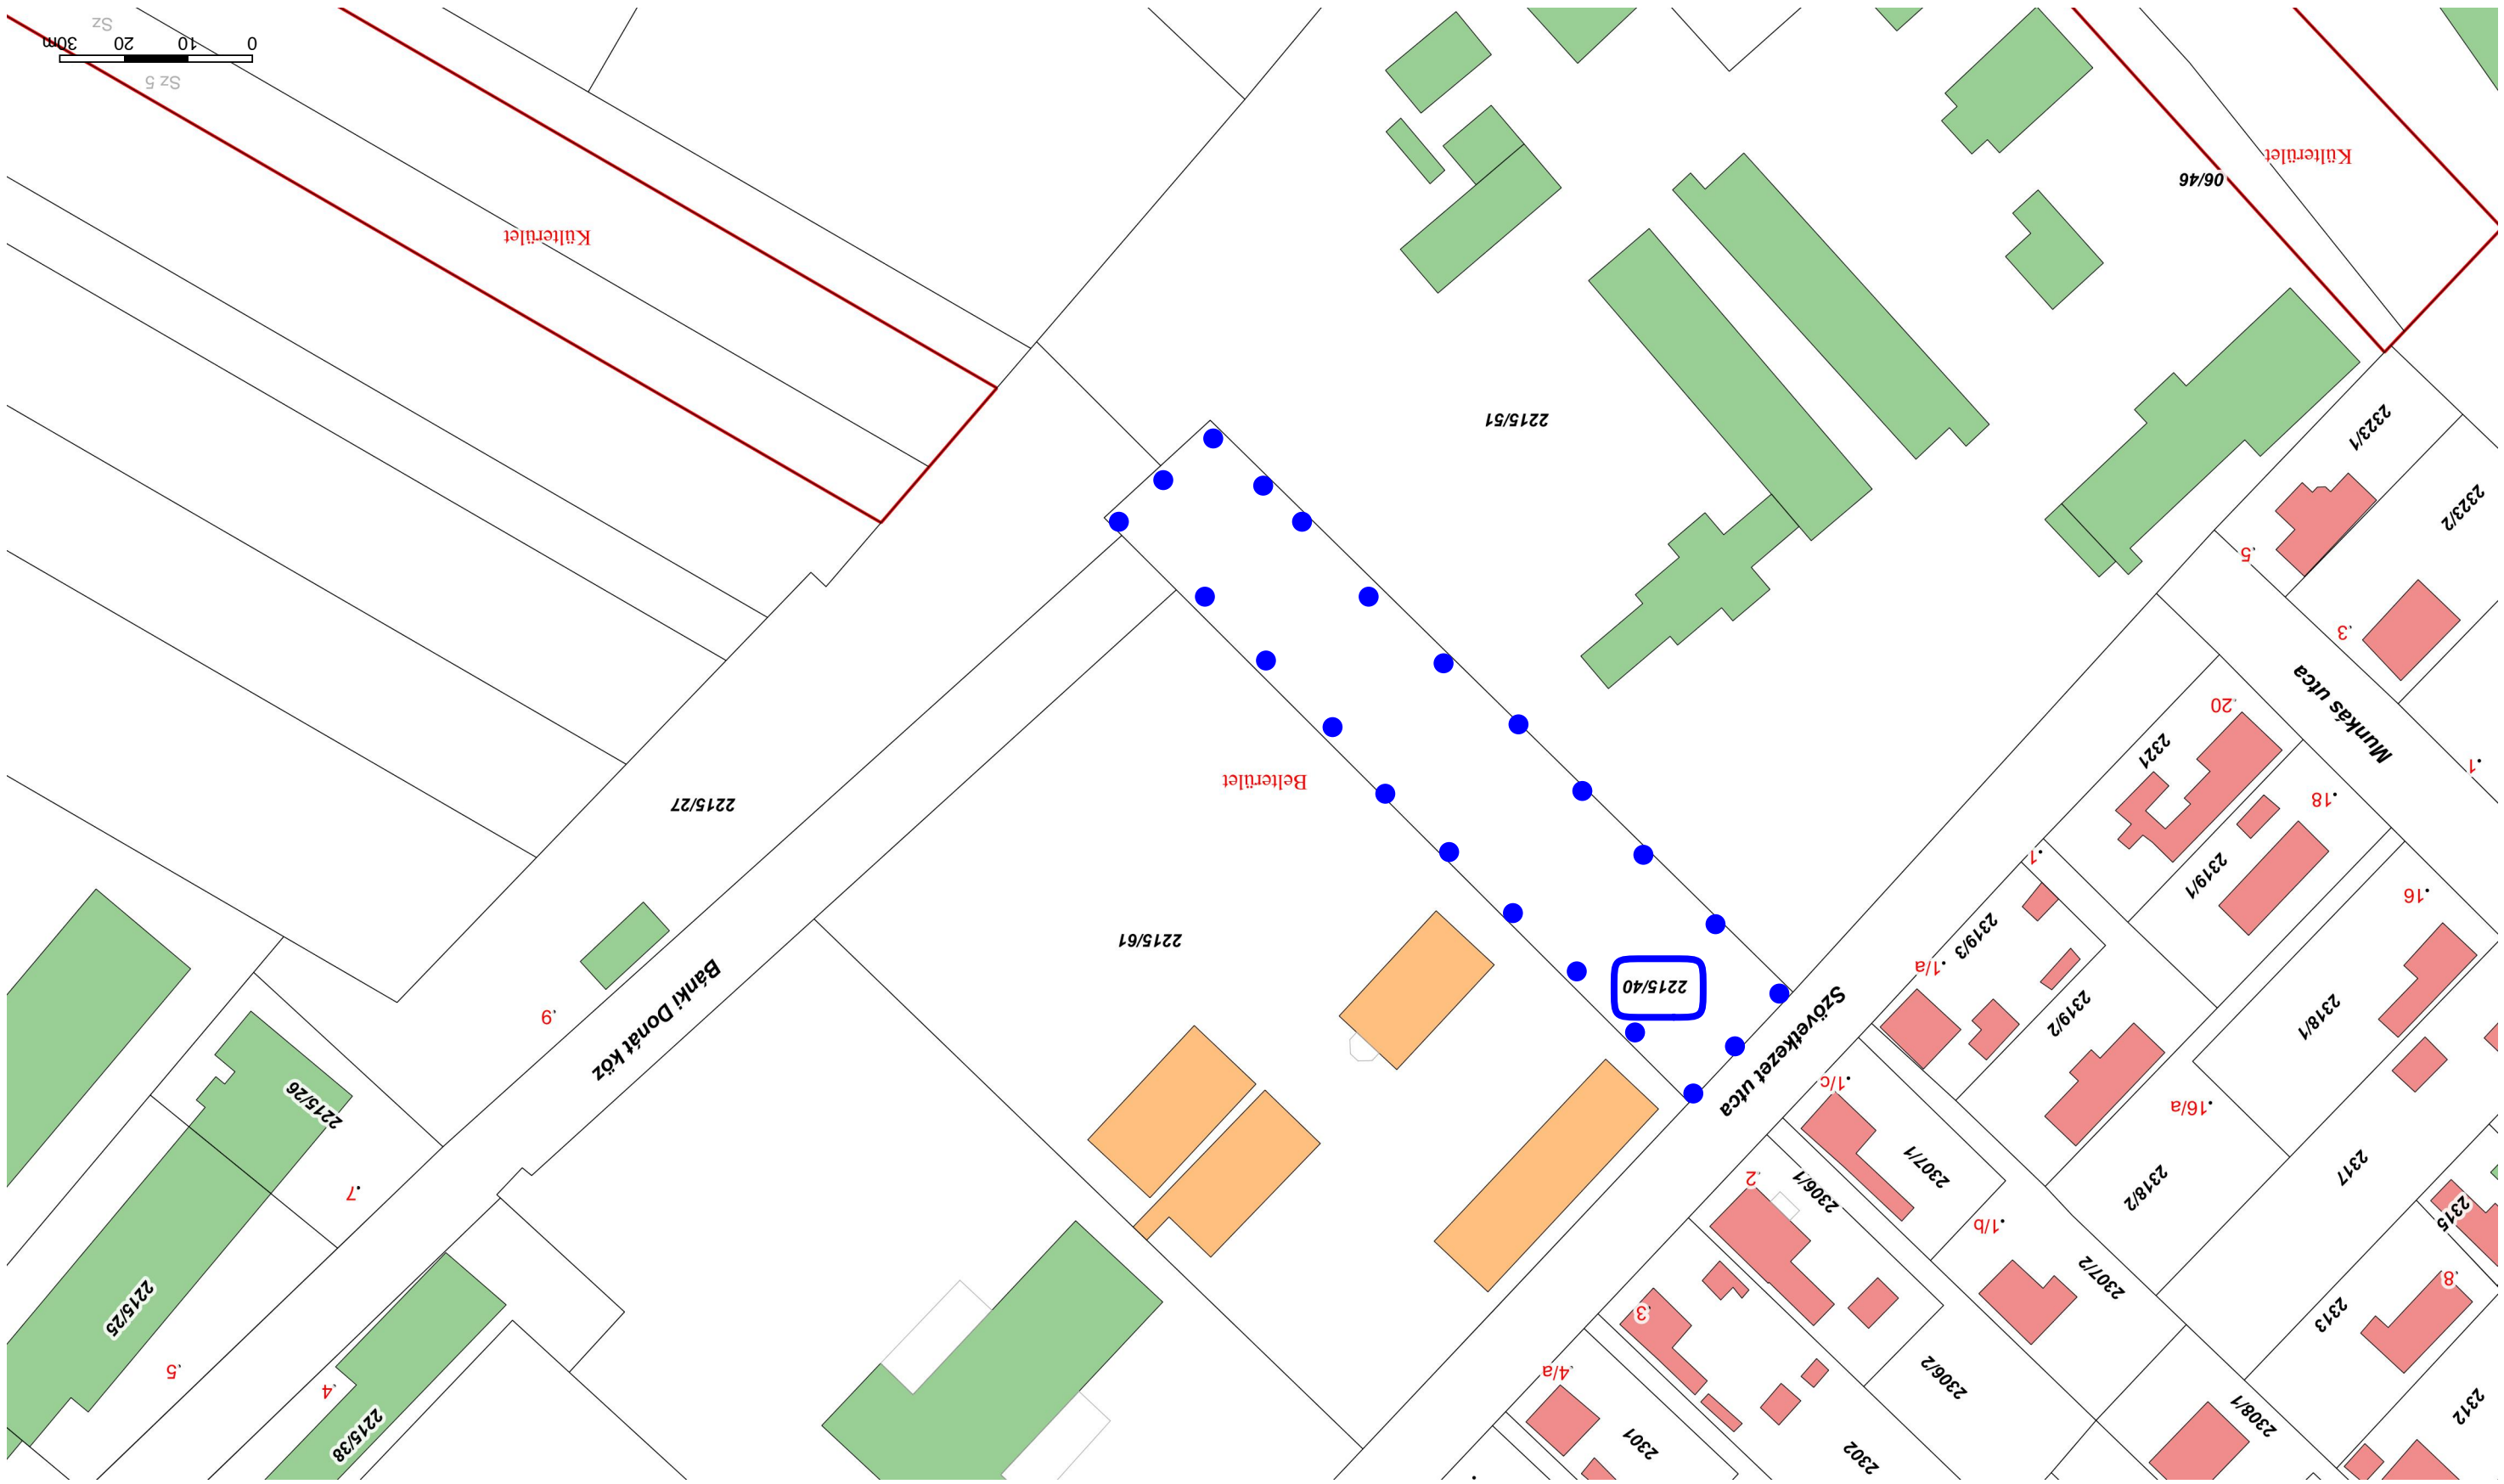 2312
2308/1
2302
2301
.4
2215/38
2306/2
.4/a
.5
2313
.3
2215/25
.8
2307/2
.1/b
2315
2306/1
.7
2318/2
.2
2317
2307/1
.16/a
2215/26
.1/c
Szövetkezet utca
Bánki Donát köz
2318/1
.9
2319/2
2215/40
.1/a
2215/61
2319/3
.16
2319/1
.1
2215/27
.18
Belterület
.1
2321
Munkás utca
.20
.3
.5
2323/2
2323/1
2215/51
Külterület
06/46
Külterület
Sz 5
0 10 20 30m
Sz